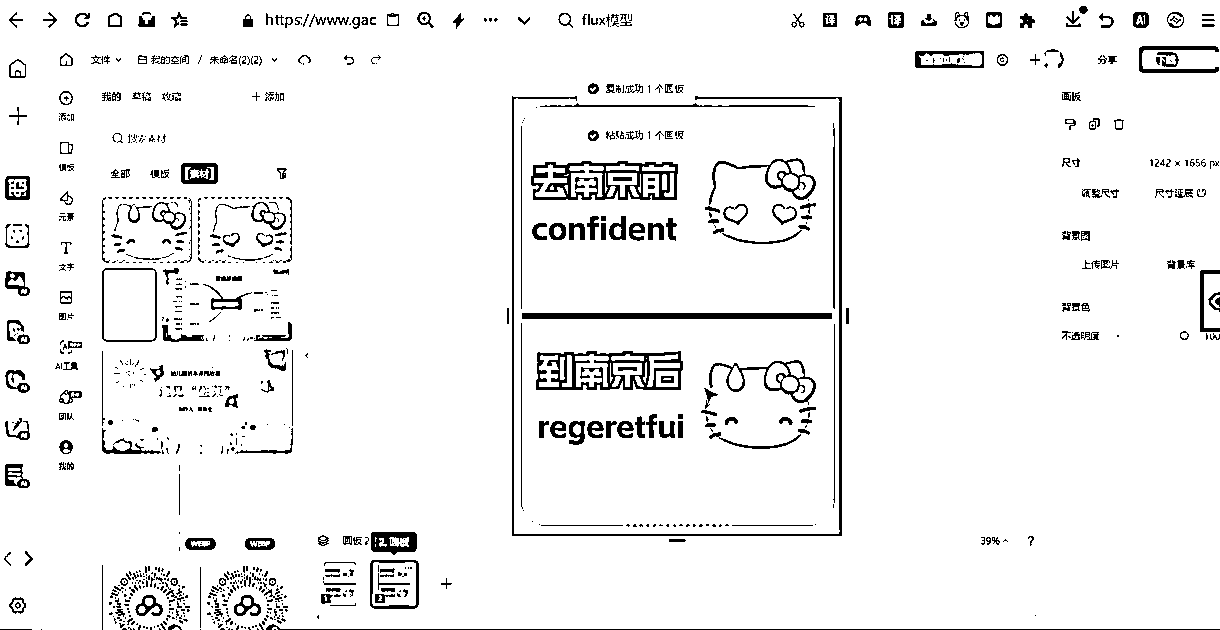 https://www.gac
flux模型
文件
我的空间 / 未命名(2)(2)
分享
我的
草稿
收藏
+ 添加
添加
模板
元素
文字
图片
AI工具
团队
我的
全部
模板
【素材】
复制成功 1 个画板
粘贴成功 1 个画板
去南京前
confident
到南京后
regeretfui
画板
尺寸
1242 × 1656 px
调整尺寸
尺寸延展
背景图
上传图片
背景库
背景色
不透明度
100
画板 2
2. 画板
1
2
39%
?